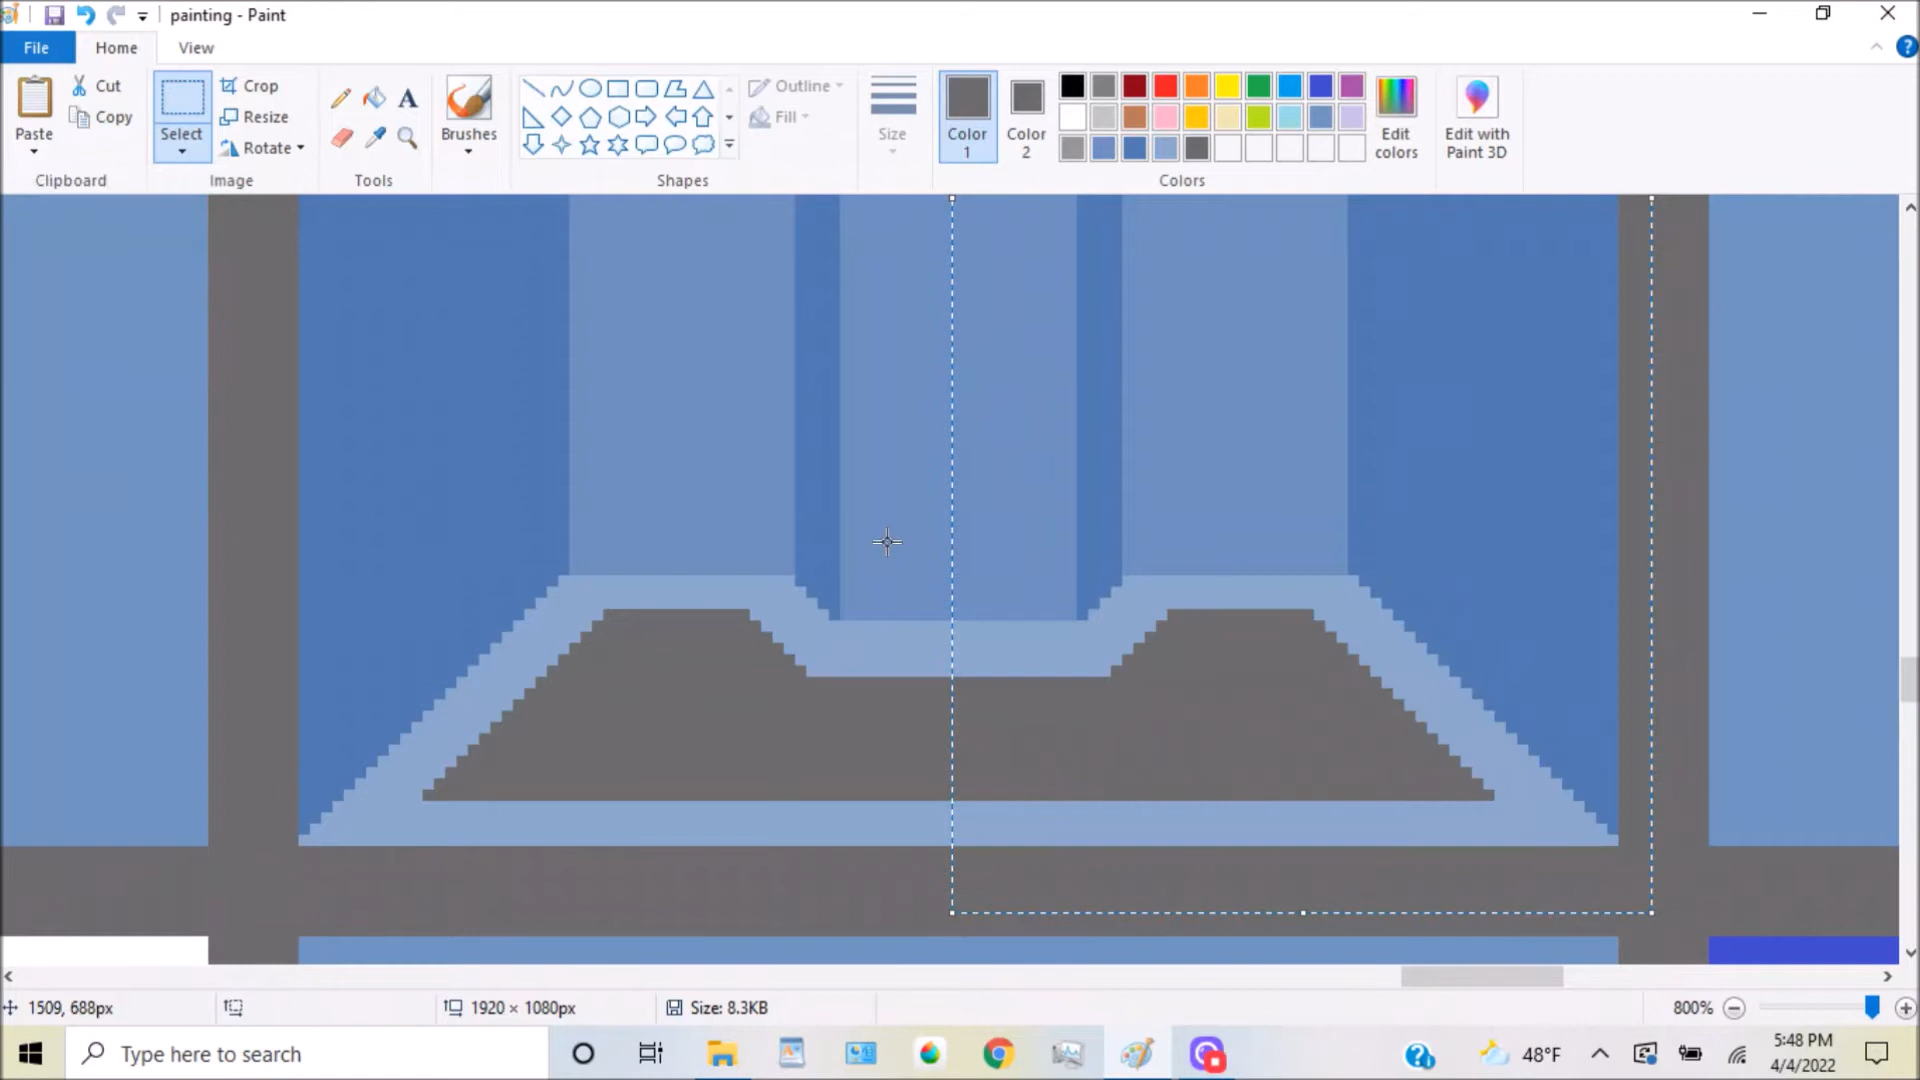 painting - Paint
File Home View
Paste
Cut
Copy
Clipboard
Select
Crop
Resize
Rotate
Image
A
Tools
Brushes
Outline
Fill
Shapes
Size
Color
1
Color
2
Edit
colors
Edit with
Paint 3D
Colors
1509, 688px
1920 × 1080px
Size: 8.3KB
800%
Type here to search
48°F
5:48 PM
4/4/2022